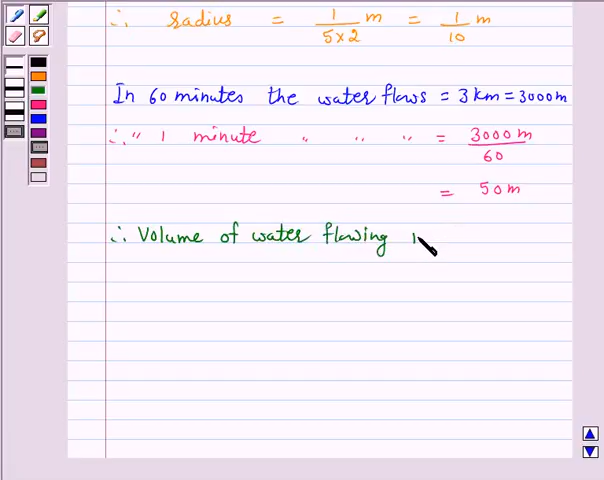 ∴ radius = 1/(5×2) m = 1/10 m
In 60 minutes the water flows = 3 km = 3000m
∴ " 1 minute " " " = 3000 m/60
= 50 m
∴ Volume of water flowing